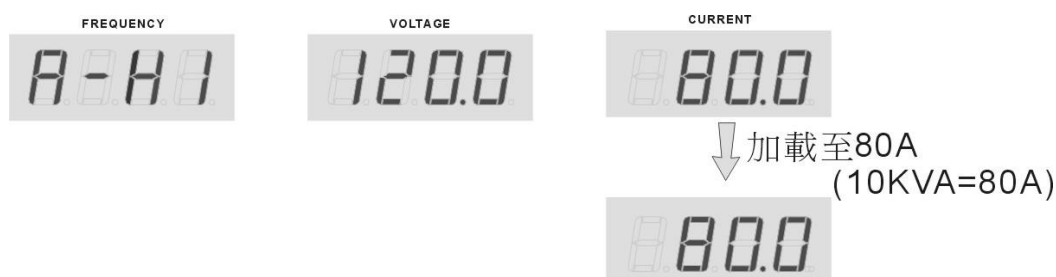 FREQUENCY
VOLTAGE
CURRENT
A-H1
120.0
80.0
加載至80A
(10KVA=80A)
80.0